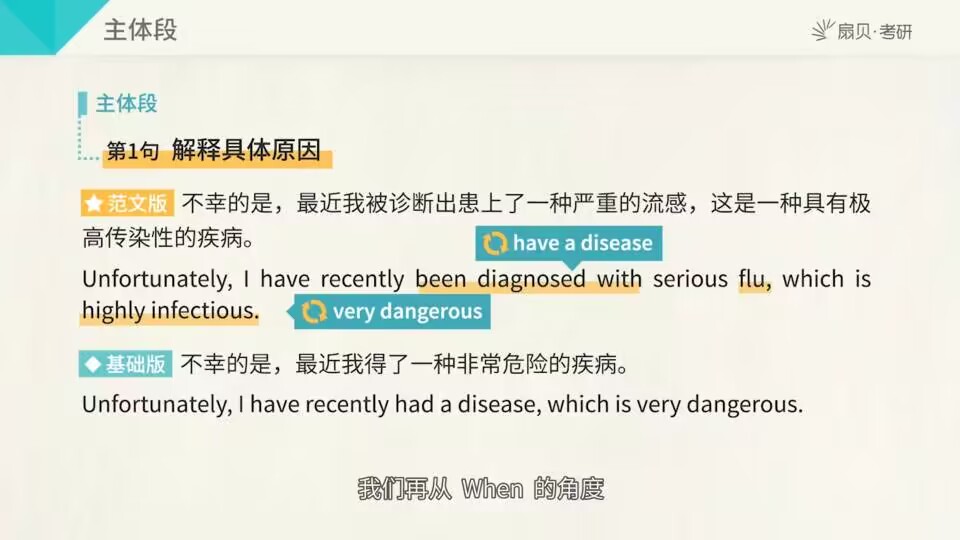 主体段
扇贝·考研
主体段
第1句 解释具体原因
范文版 不幸的是，最近我被诊断出患上了一种严重的流感，这是一种具有极
高传染性的疾病。
have a disease
Unfortunately, I have recently been diagnosed with serious flu, which is
highly infectious.
very dangerous
基础版 不幸的是，最近我得了一种非常危险的疾病。
Unfortunately, I have recently had a disease, which is very dangerous.
我们再从 When 的角度